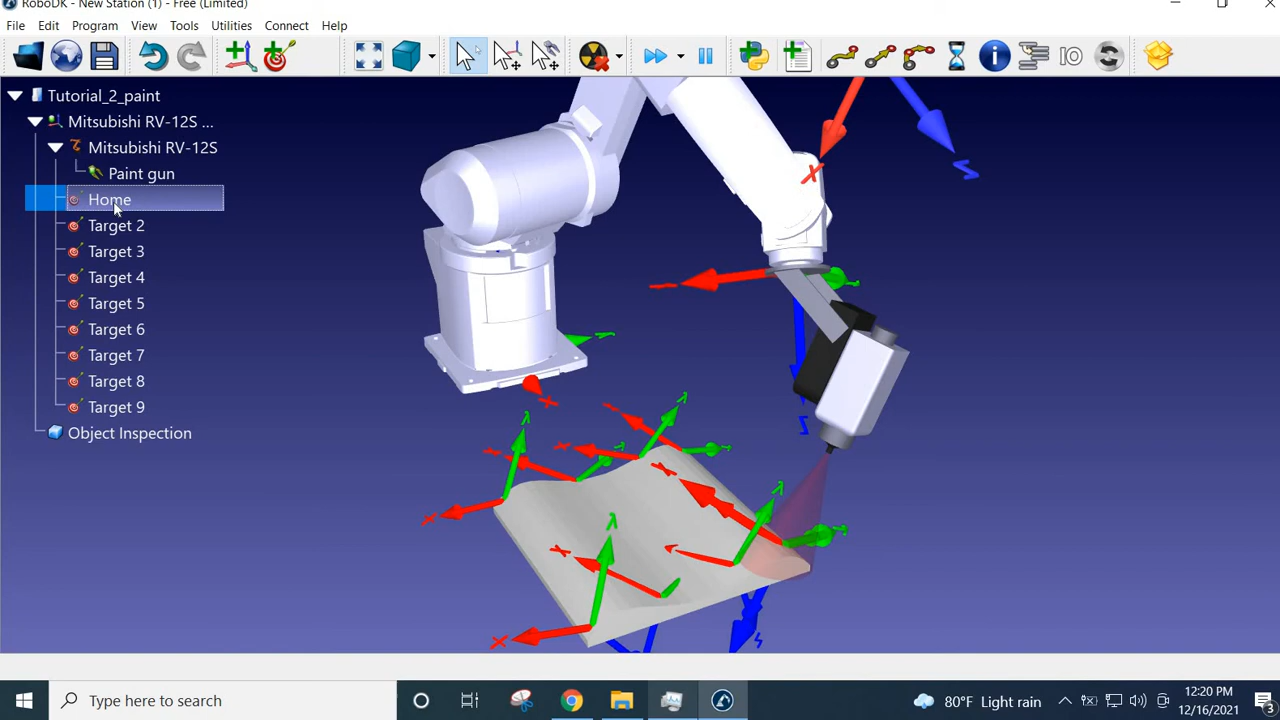 RoboDK - New Station (1) - Free (Limited)
File Edit Program View Tools Utilities Connect Help
IO
Tutorial_2_paint
Mitsubishi RV-12S ...
Mitsubishi RV-12S
Paint gun
Home
Target 2
Target 3
Target 4
Target 5
Target 6
Target 7
Target 8
Target 9
Object Inspection
Type here to search
80°F Light rain
12:20 PM
12/16/2021
3